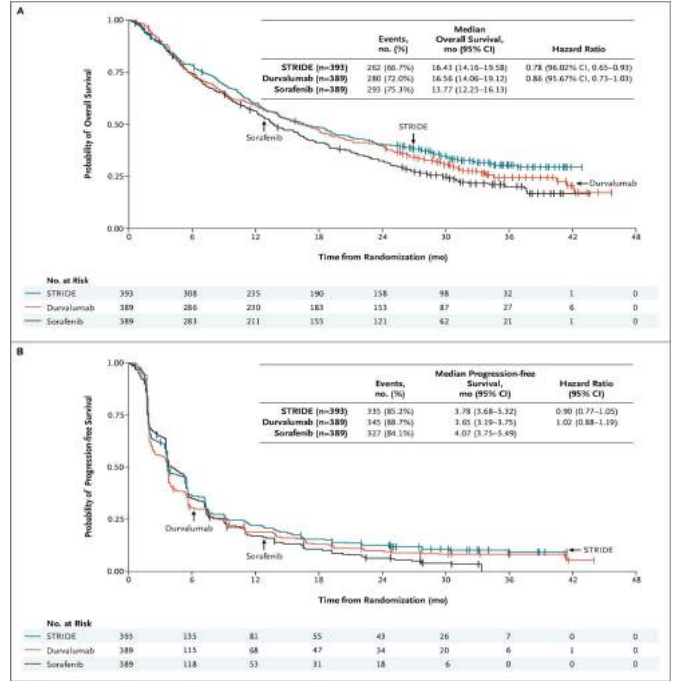 A
Events, no. (%)
Median Overall Survival, mo (95% CI)
Hazard Ratio
STRIDE (n=393) 262 (66.7%) 16.43 (14.16–19.58) 0.78 (96.02% CI, 0.65–0.93)
Durvalumab (n=389) 280 (72.0%) 16.56 (14.06–19.12) 0.86 (95.67% CI, 0.73–1.03)
Sorafenib (n=389) 293 (75.3%) 13.77 (12.25–16.13)
Probability of Overall Survival
1.00
0.75
0.50
0.25
0.00
STRIDE
Sorafenib
Durvalumab
0 6 12 18 24 30 36 42 48
Time from Randomization (mo)
No. at Risk
STRIDE 393 308 235 190 158 98 32 1 0
Durvalumab 389 286 230 183 153 87 27 6 0
Sorafenib 389 283 211 155 121 62 21 1 0
B
Events, no. (%)
Median Progression-free Survival, mo (95% CI)
Hazard Ratio (95% CI)
STRIDE (n=393) 335 (85.2%) 3.78 (3.68–5.32) 0.90 (0.77–1.05)
Durvalumab (n=389) 345 (88.7%) 3.65 (3.19–3.75) 1.02 (0.88–1.19)
Sorafenib (n=389) 327 (84.1%) 4.07 (3.75–5.49)
Probability of Progression-free Survival
1.00
0.75
0.50
0.25
0.00
Durvalumab
Sorafenib
STRIDE
0 6 12 18 24 30 36 42 48
Time from Randomization (mo)
No. at Risk
STRIDE 393 135 81 55 43 26 7 0 0
Durvalumab 389 115 68 47 34 20 6 1 0
Sorafenib 389 118 53 31 18 6 0 0 0